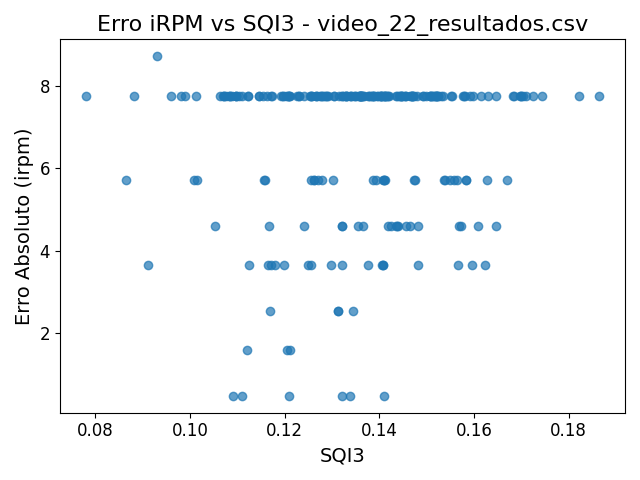 Erro iRPM vs SQI3 - video_22_resultados.csv
Erro Absoluto (irpm)
8
6
4
2
0.08 0.10 0.12 0.14 0.16 0.18
SQI3